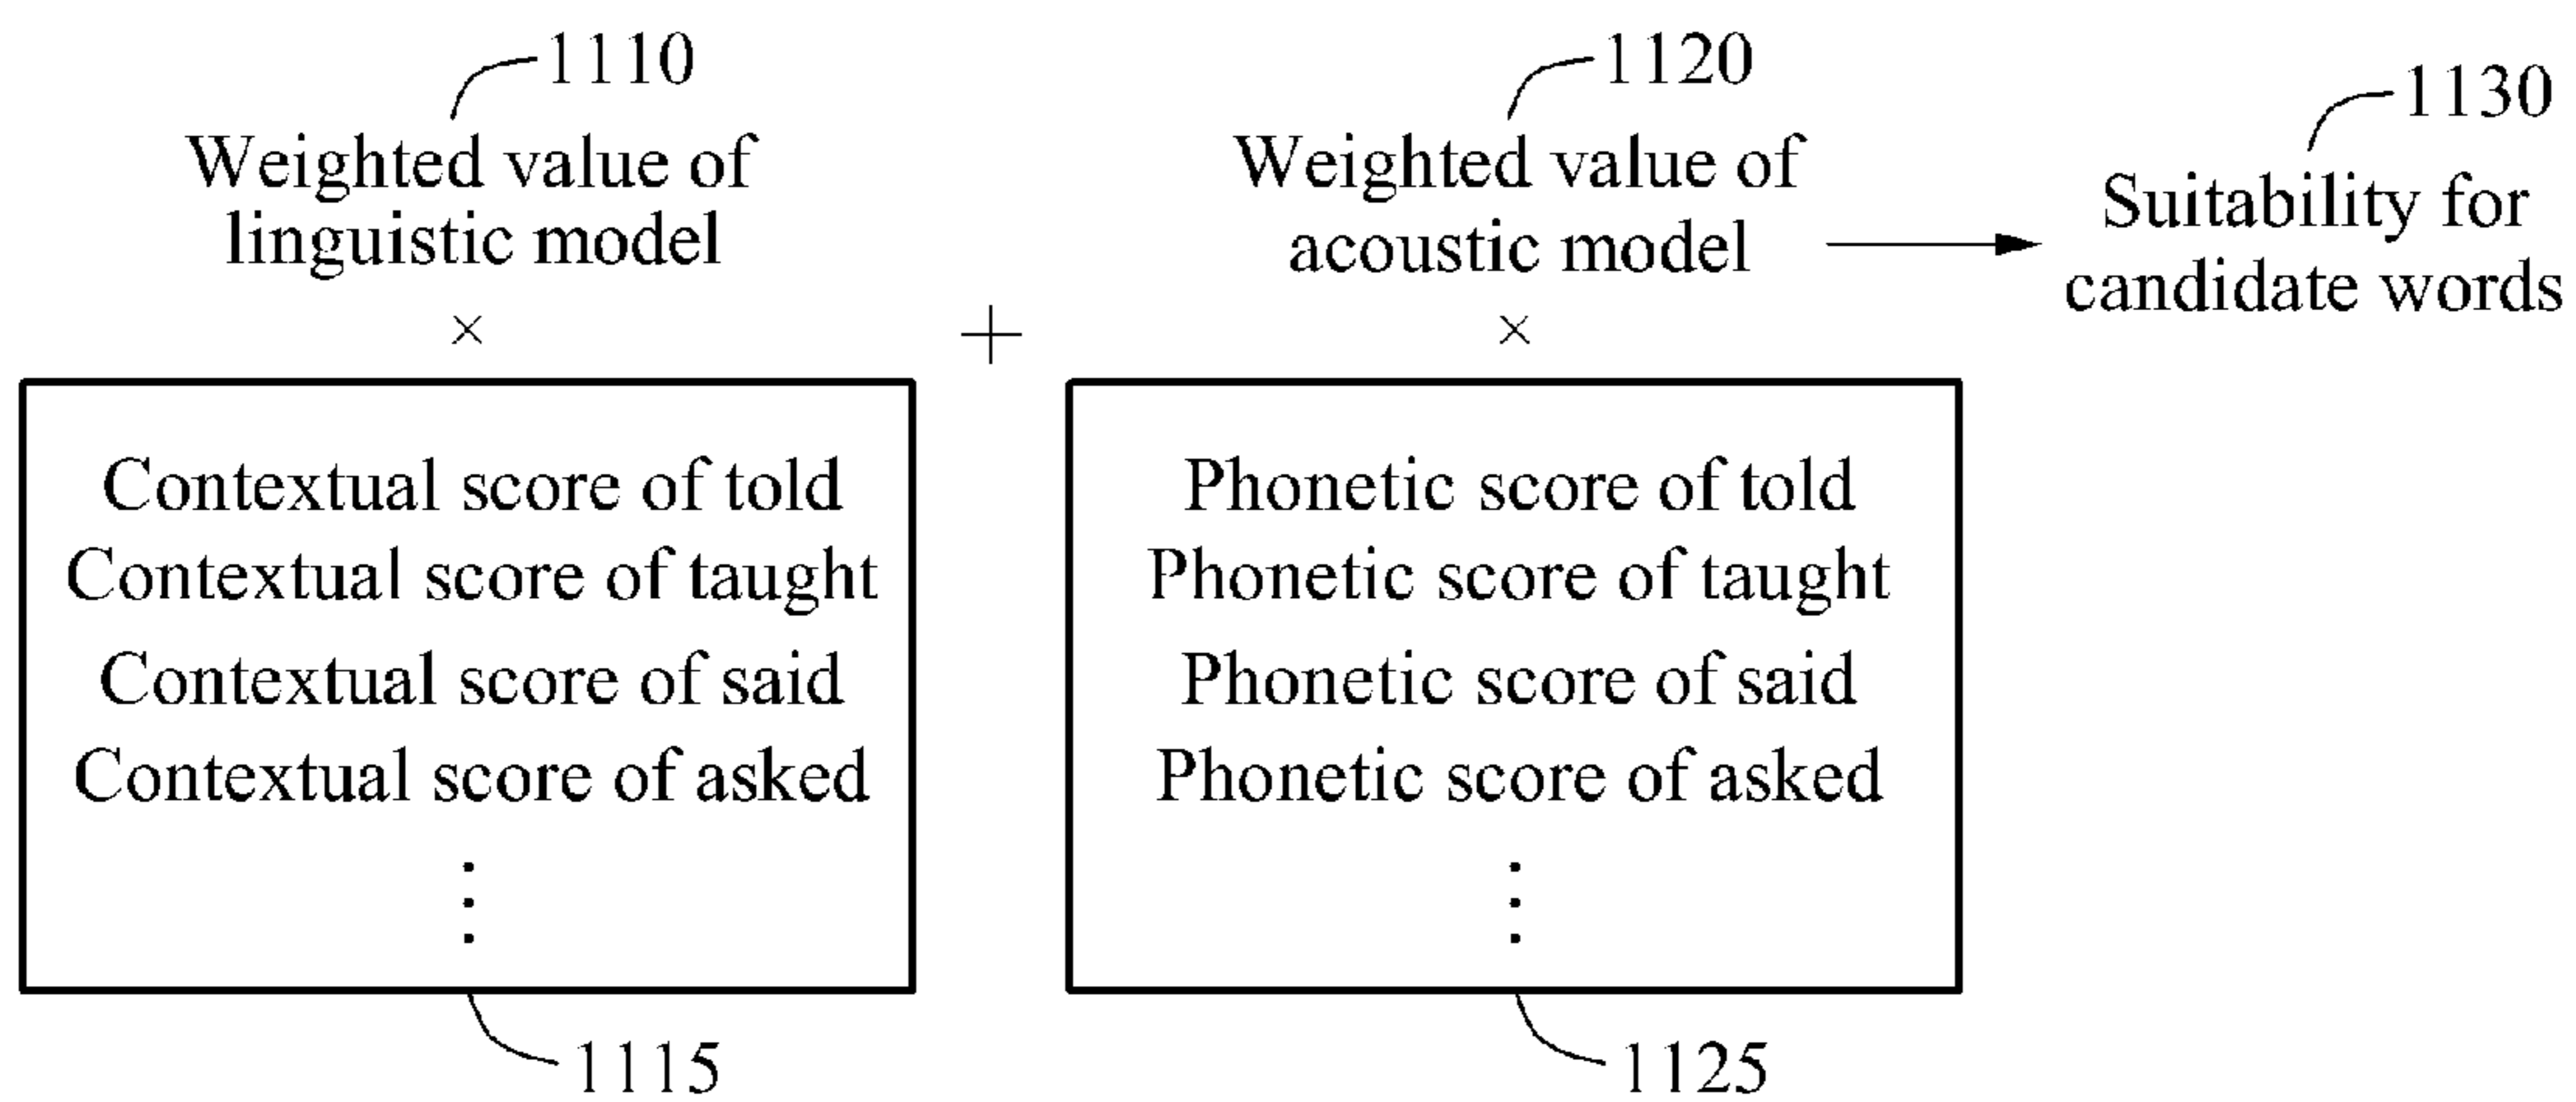 1110
Weighted value of
linguistic model
×
Contextual score of told
Contextual score of taught
Contextual score of said
Contextual score of asked
1115
+
1120
Weighted value of
acoustic model
×
Phonetic score of told
Phonetic score of taught
Phonetic score of said
Phonetic score of asked
1125
1130
Suitability for
candidate words